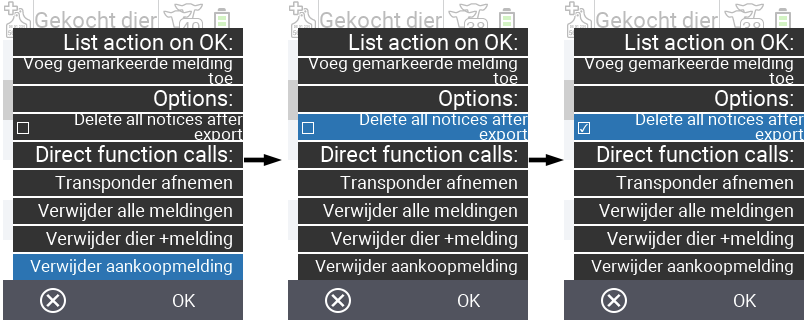 Gekocht dier
List action on OK:
Voeg gemarkeerde melding
toe
Options:
Delete all notices after
export
Direct function calls:
Transponder afnemen
Verwijder alle meldingen
Verwijder dier +melding
Verwijder aankoopmelding
OK
Gekocht dier
List action on OK:
Voeg gemarkeerde melding
toe
Options:
Delete all notices after
export
Direct function calls:
Transponder afnemen
Verwijder alle meldingen
Verwijder dier +melding
Verwijder aankoopmelding
OK
Gekocht dier
List action on OK:
Voeg gemarkeerde melding
toe
Options:
Delete all notices after
export
Direct function calls:
Transponder afnemen
Verwijder alle meldingen
Verwijder dier +melding
Verwijder aankoopmelding
OK